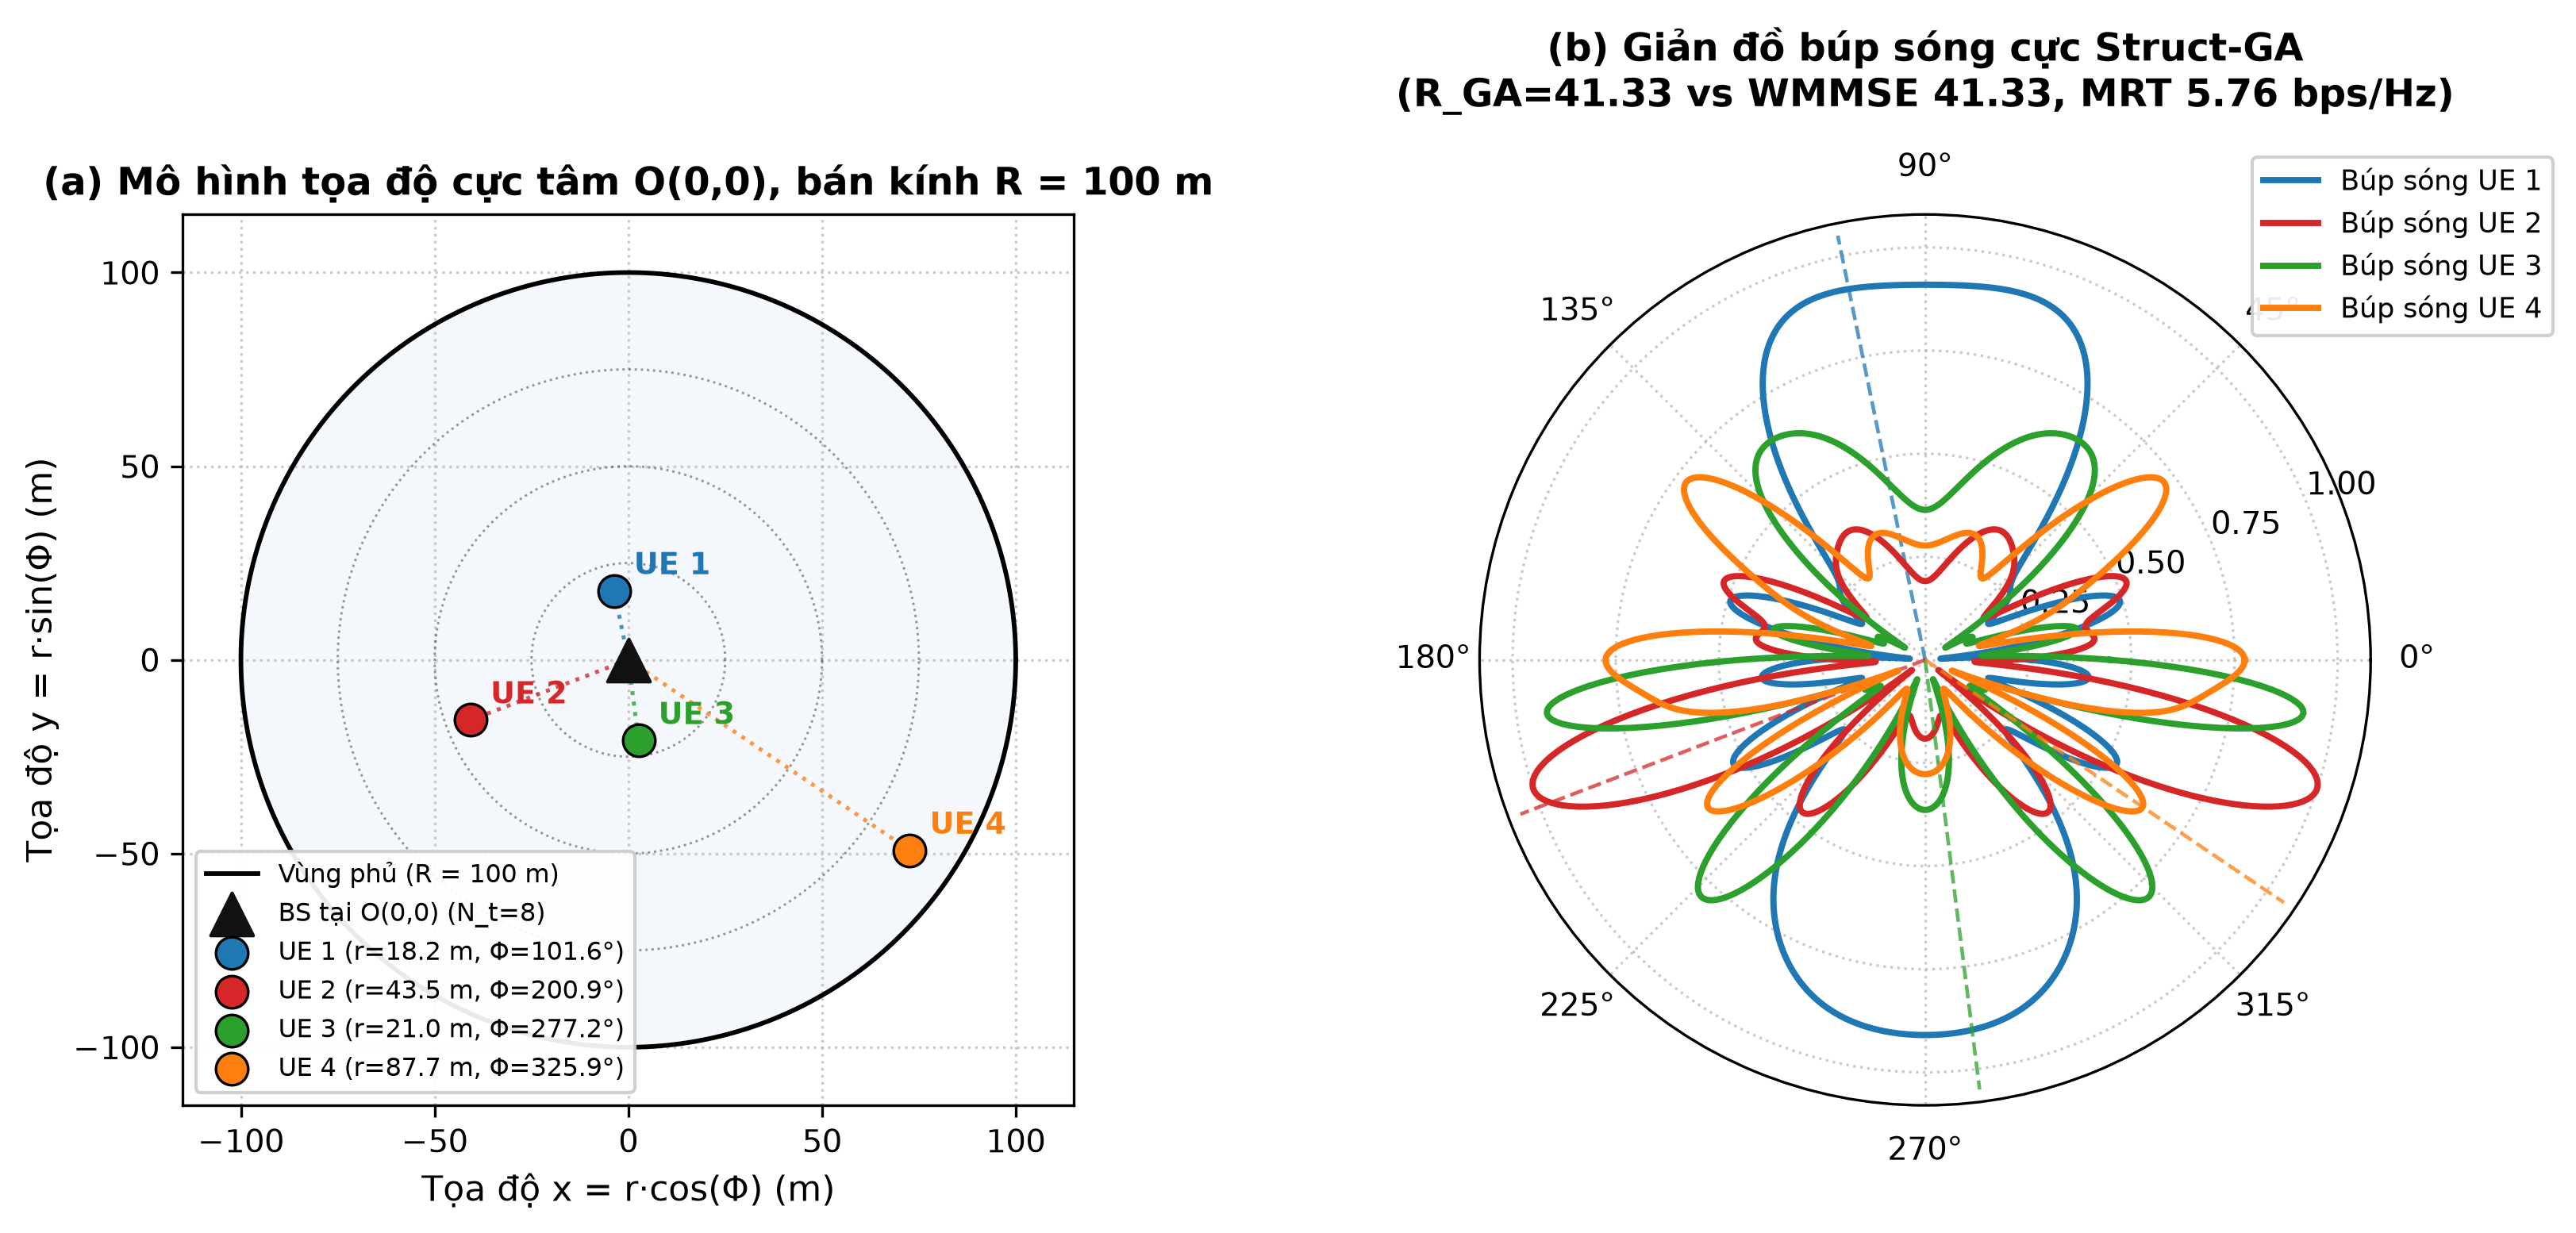 (a) Mô hình tọa độ cực tâm O(0,0), bán kính R = 100 m
Tọa độ y = r·sin(Φ) (m)
100
50
0
−50
−100
UE 1
UE 2
UE 3
UE 4
Vùng phủ (R = 100 m)
BS tại O(0,0) (N_t=8)
UE 1 (r=18.2 m, Φ=101.6°)
UE 2 (r=43.5 m, Φ=200.9°)
UE 3 (r=21.0 m, Φ=277.2°)
UE 4 (r=87.7 m, Φ=325.9°)
−100
−50
0
50
100
Tọa độ x = r·cos(Φ) (m)
(b) Giản đồ búp sóng cực Struct-GA
(R_GA=41.33 vs WMMSE 41.33, MRT 5.76 bps/Hz)
90°
Búp sóng UE 1
Búp sóng UE 2
Búp sóng UE 3
Búp sóng UE 4
45°
135°
1.00
0.75
0.50
0.25
180°
0°
225°
315°
270°